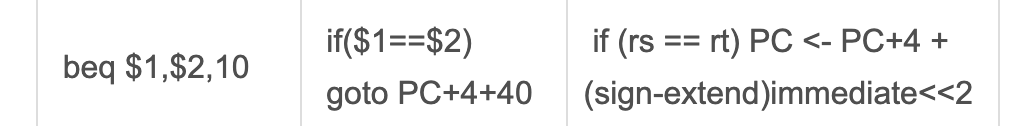 beq $1,$2,10
if($1==$2)
goto PC+4+40
if (rs == rt) PC <- PC+4 +
(sign-extend)immediate<<2